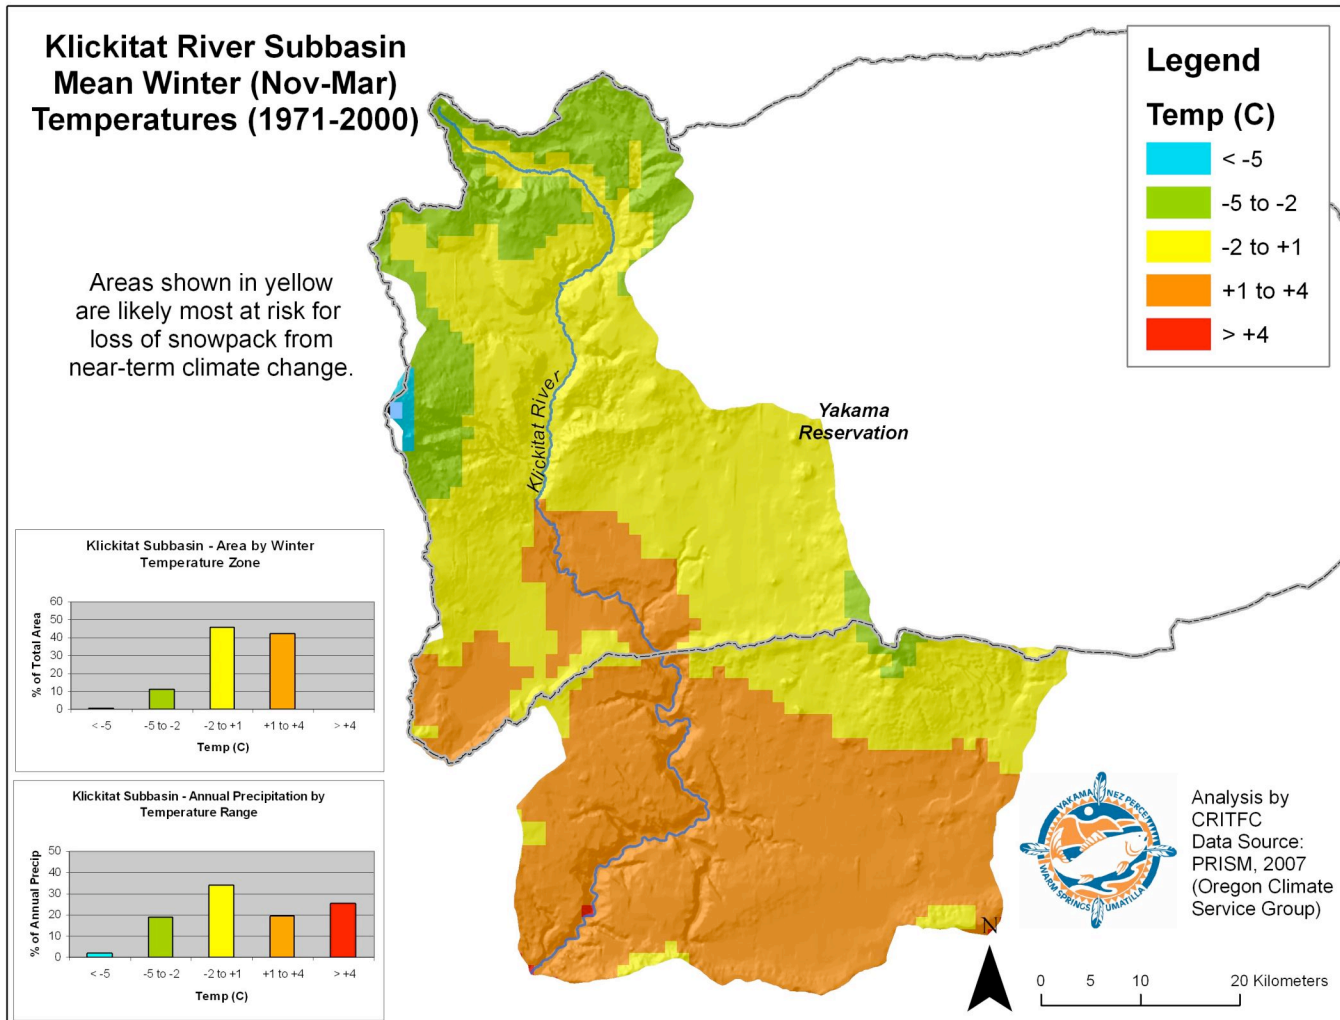 Klickitat River Subbasin
Mean Winter (Nov-Mar)
Temperatures (1971-2000)
Legend
Temp (C)
< -5
-5 to -2
-2 to +1
+1 to +4
> +4
Areas shown in yellow
are likely most at risk for
loss of snowpack from
near-term climate change.
Klickitat River
Yakama
Reservation
Klickitat Subbasin - Area by Winter
Temperature Zone
% of Total Area
60
50
40
30
20
10
0
< -5
-5 to -2
-2 to +1
+1 to +4
> +4
Temp (C)
Klickitat Subbasin - Annual Precipitation by
Temperature Range
% of Annual Precip
50
40
30
20
10
0
< -5
-5 to -2
-2 to +1
+1 to +4
> +4
Temp (C)
YAKAMA
NEZ PERCE
WARM SPRINGS
UMATILLA
Analysis by
CRITFC
Data Source:
PRISM, 2007
(Oregon Climate
Service Group)
N
0 5 10 20 Kilometers